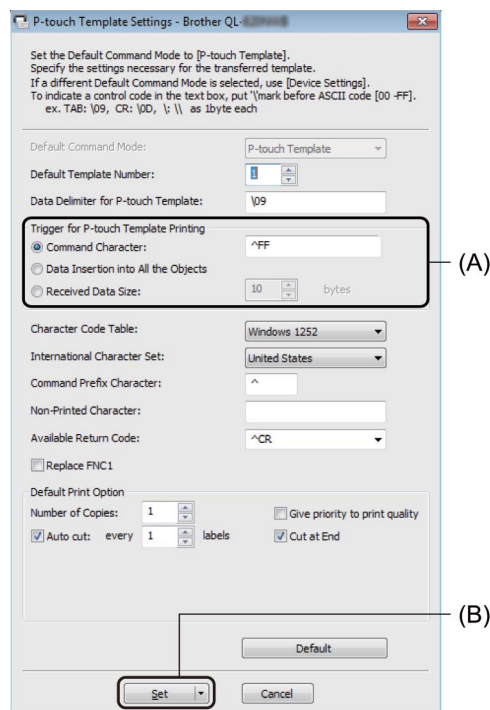 P-touch Template Settings - Brother QL-
Set the Default Command Mode to [P-touch Template].
Specify the settings necessary for the transferred template.
If a different Default Command Mode is selected, use [Device Settings].
To indicate a control code in the text box, put '\'mark before ASCII code [00 -FF].
ex. TAB: \09, CR: \0D, \: \\ as 1byte each
Default Command Mode: P-touch Template
Default Template Number: 1
Data Delimiter for P-touch Template: \09
Trigger for P-touch Template Printing
Command Character: ^FF
(A)
Data Insertion into All the Objects
Received Data Size: 10 bytes
Character Code Table: Windows 1252
International Character Set: United States
Command Prefix Character: ^
Non-Printed Character:
Available Return Code: ^CR
Replace FNC1
Default Print Option
Number of Copies: 1 Give priority to print quality
Auto cut: every 1 labels Cut at End
(B)
Default
Set Cancel